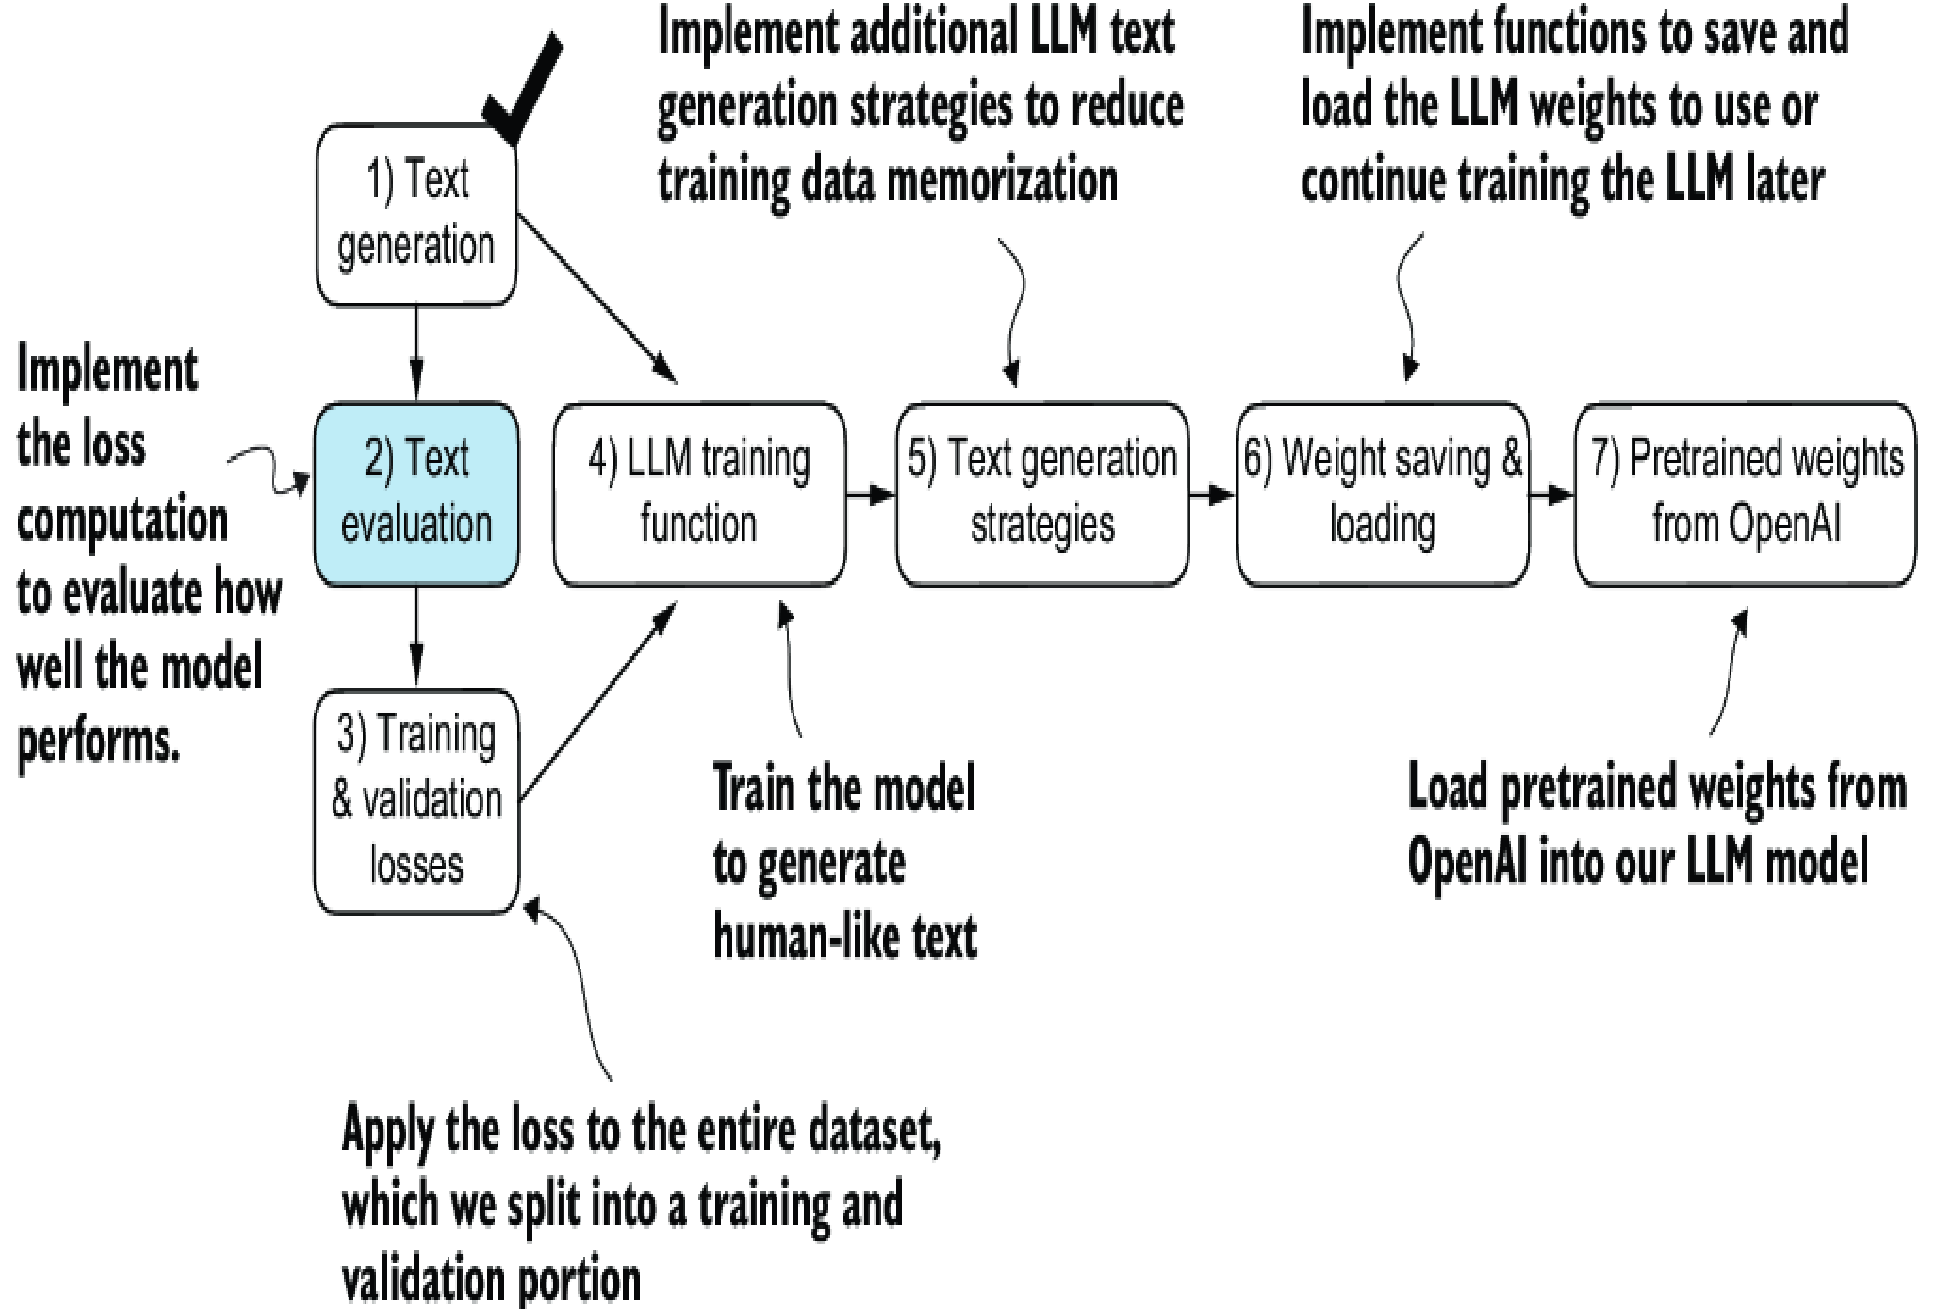 Implement additional LLM text
generation strategies to reduce
training data memorization
Implement functions to save and
load the LLM weights to use or
continue training the LLM later
1) Text
generation
Implement
the loss
computation
to evaluate how
well the model
performs.
2) Text
evaluation
4) LLM training
function
5) Text generation
strategies
6) Weight saving &
loading
7) Pretrained weights
from OpenAI
3) Training
& validation
losses
Train the model
to generate
human-like text
Load pretrained weights from
OpenAI into our LLM model
Apply the loss to the entire dataset,
which we split into a training and
validation portion